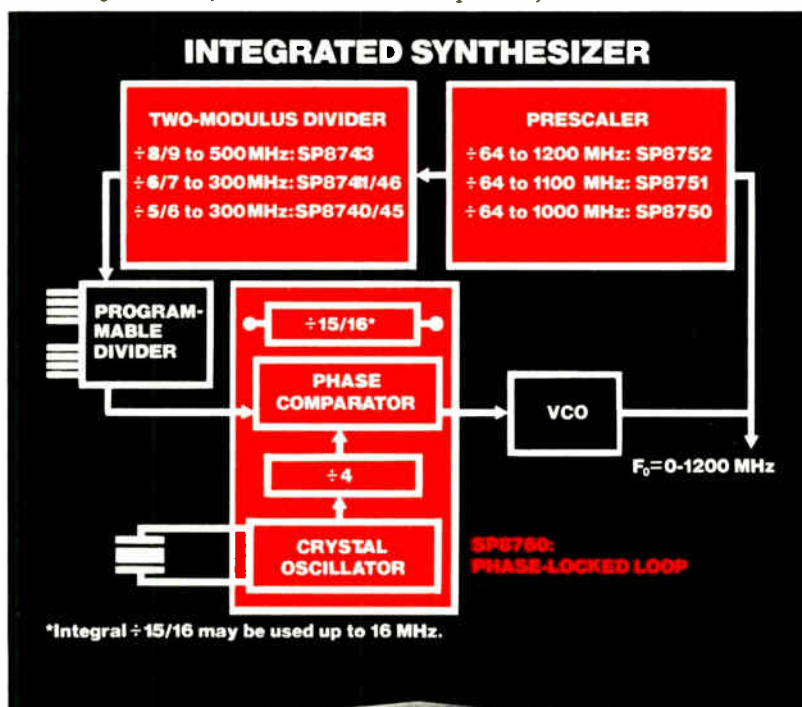 INTEGRATED SYNTHESIZER
TWO-MODULUS DIVIDER
÷8/9 to 500MHz: SP8743
÷6/7 to 300MHz: SP8741/46
÷5/6 to 300MHz: SP8740/45
PRESCALER
÷64 to 1200 MHz: SP8752
÷64 to 1100 MHz: SP8751
÷64 to 1000 MHz: SP8750
PROGRAM-
MABLE
DIVIDER
÷15/16*
PHASE
COMPARATOR
VCO
F₀=0-1200 MHz
÷4
CRYSTAL
OSCILLATOR
SP8760:
PHASE-LOCKED LOOP
*Integral ÷15/16 may be used up to 16 MHz.